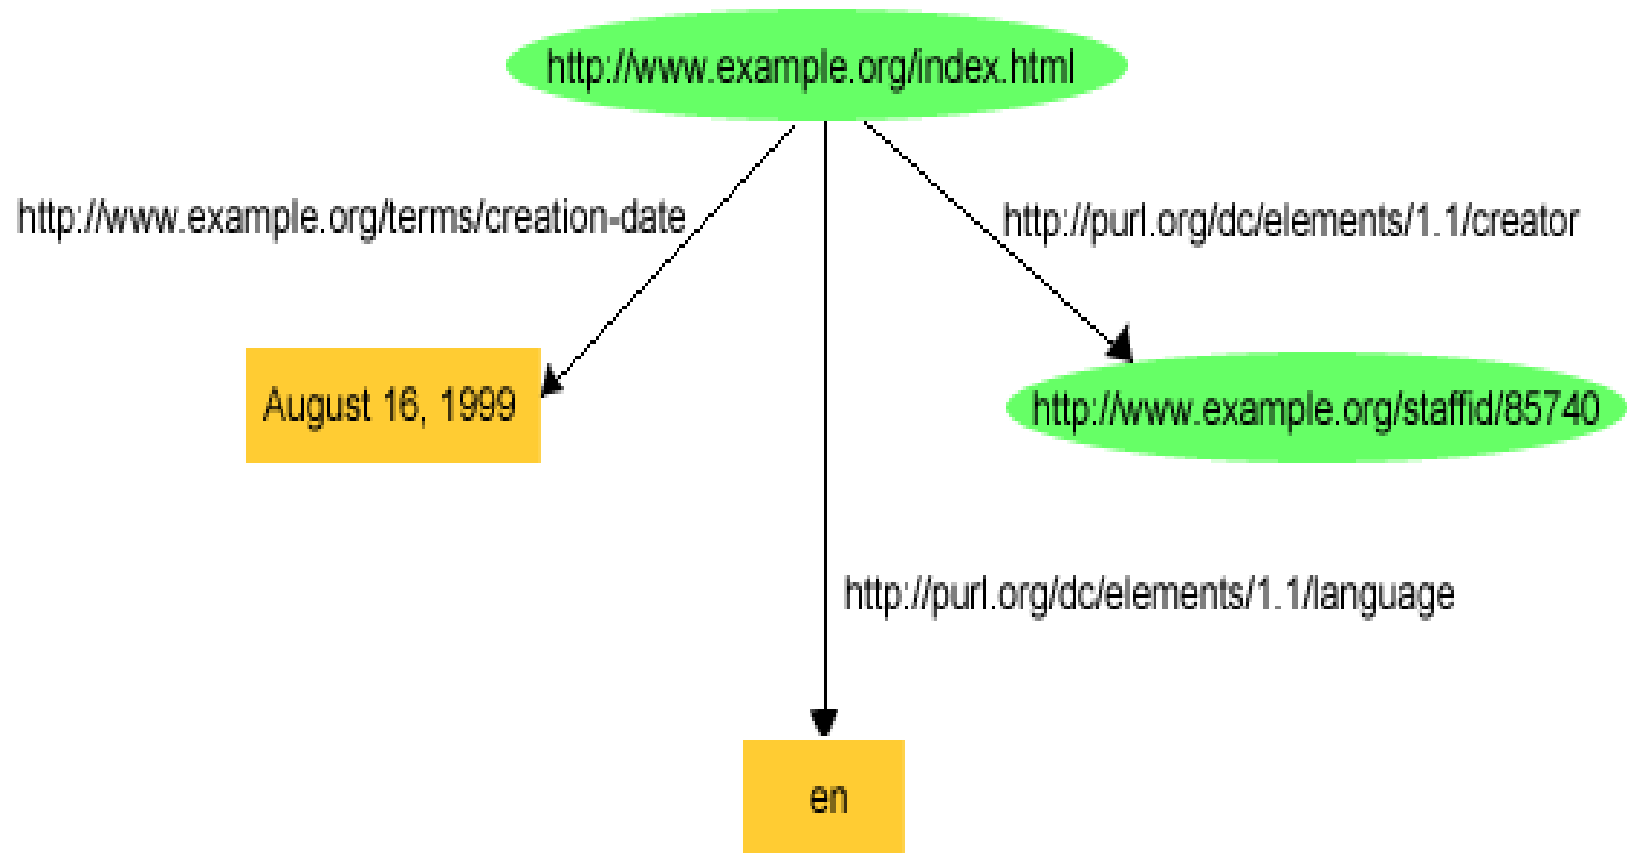 http://www.example.org/index.html
http://www.example.org/terms/creation-date
http://purl.org/dc/elements/1.1/creator
August 16, 1999
http://www.example.org/staffid/85740
http://purl.org/dc/elements/1.1/language
en